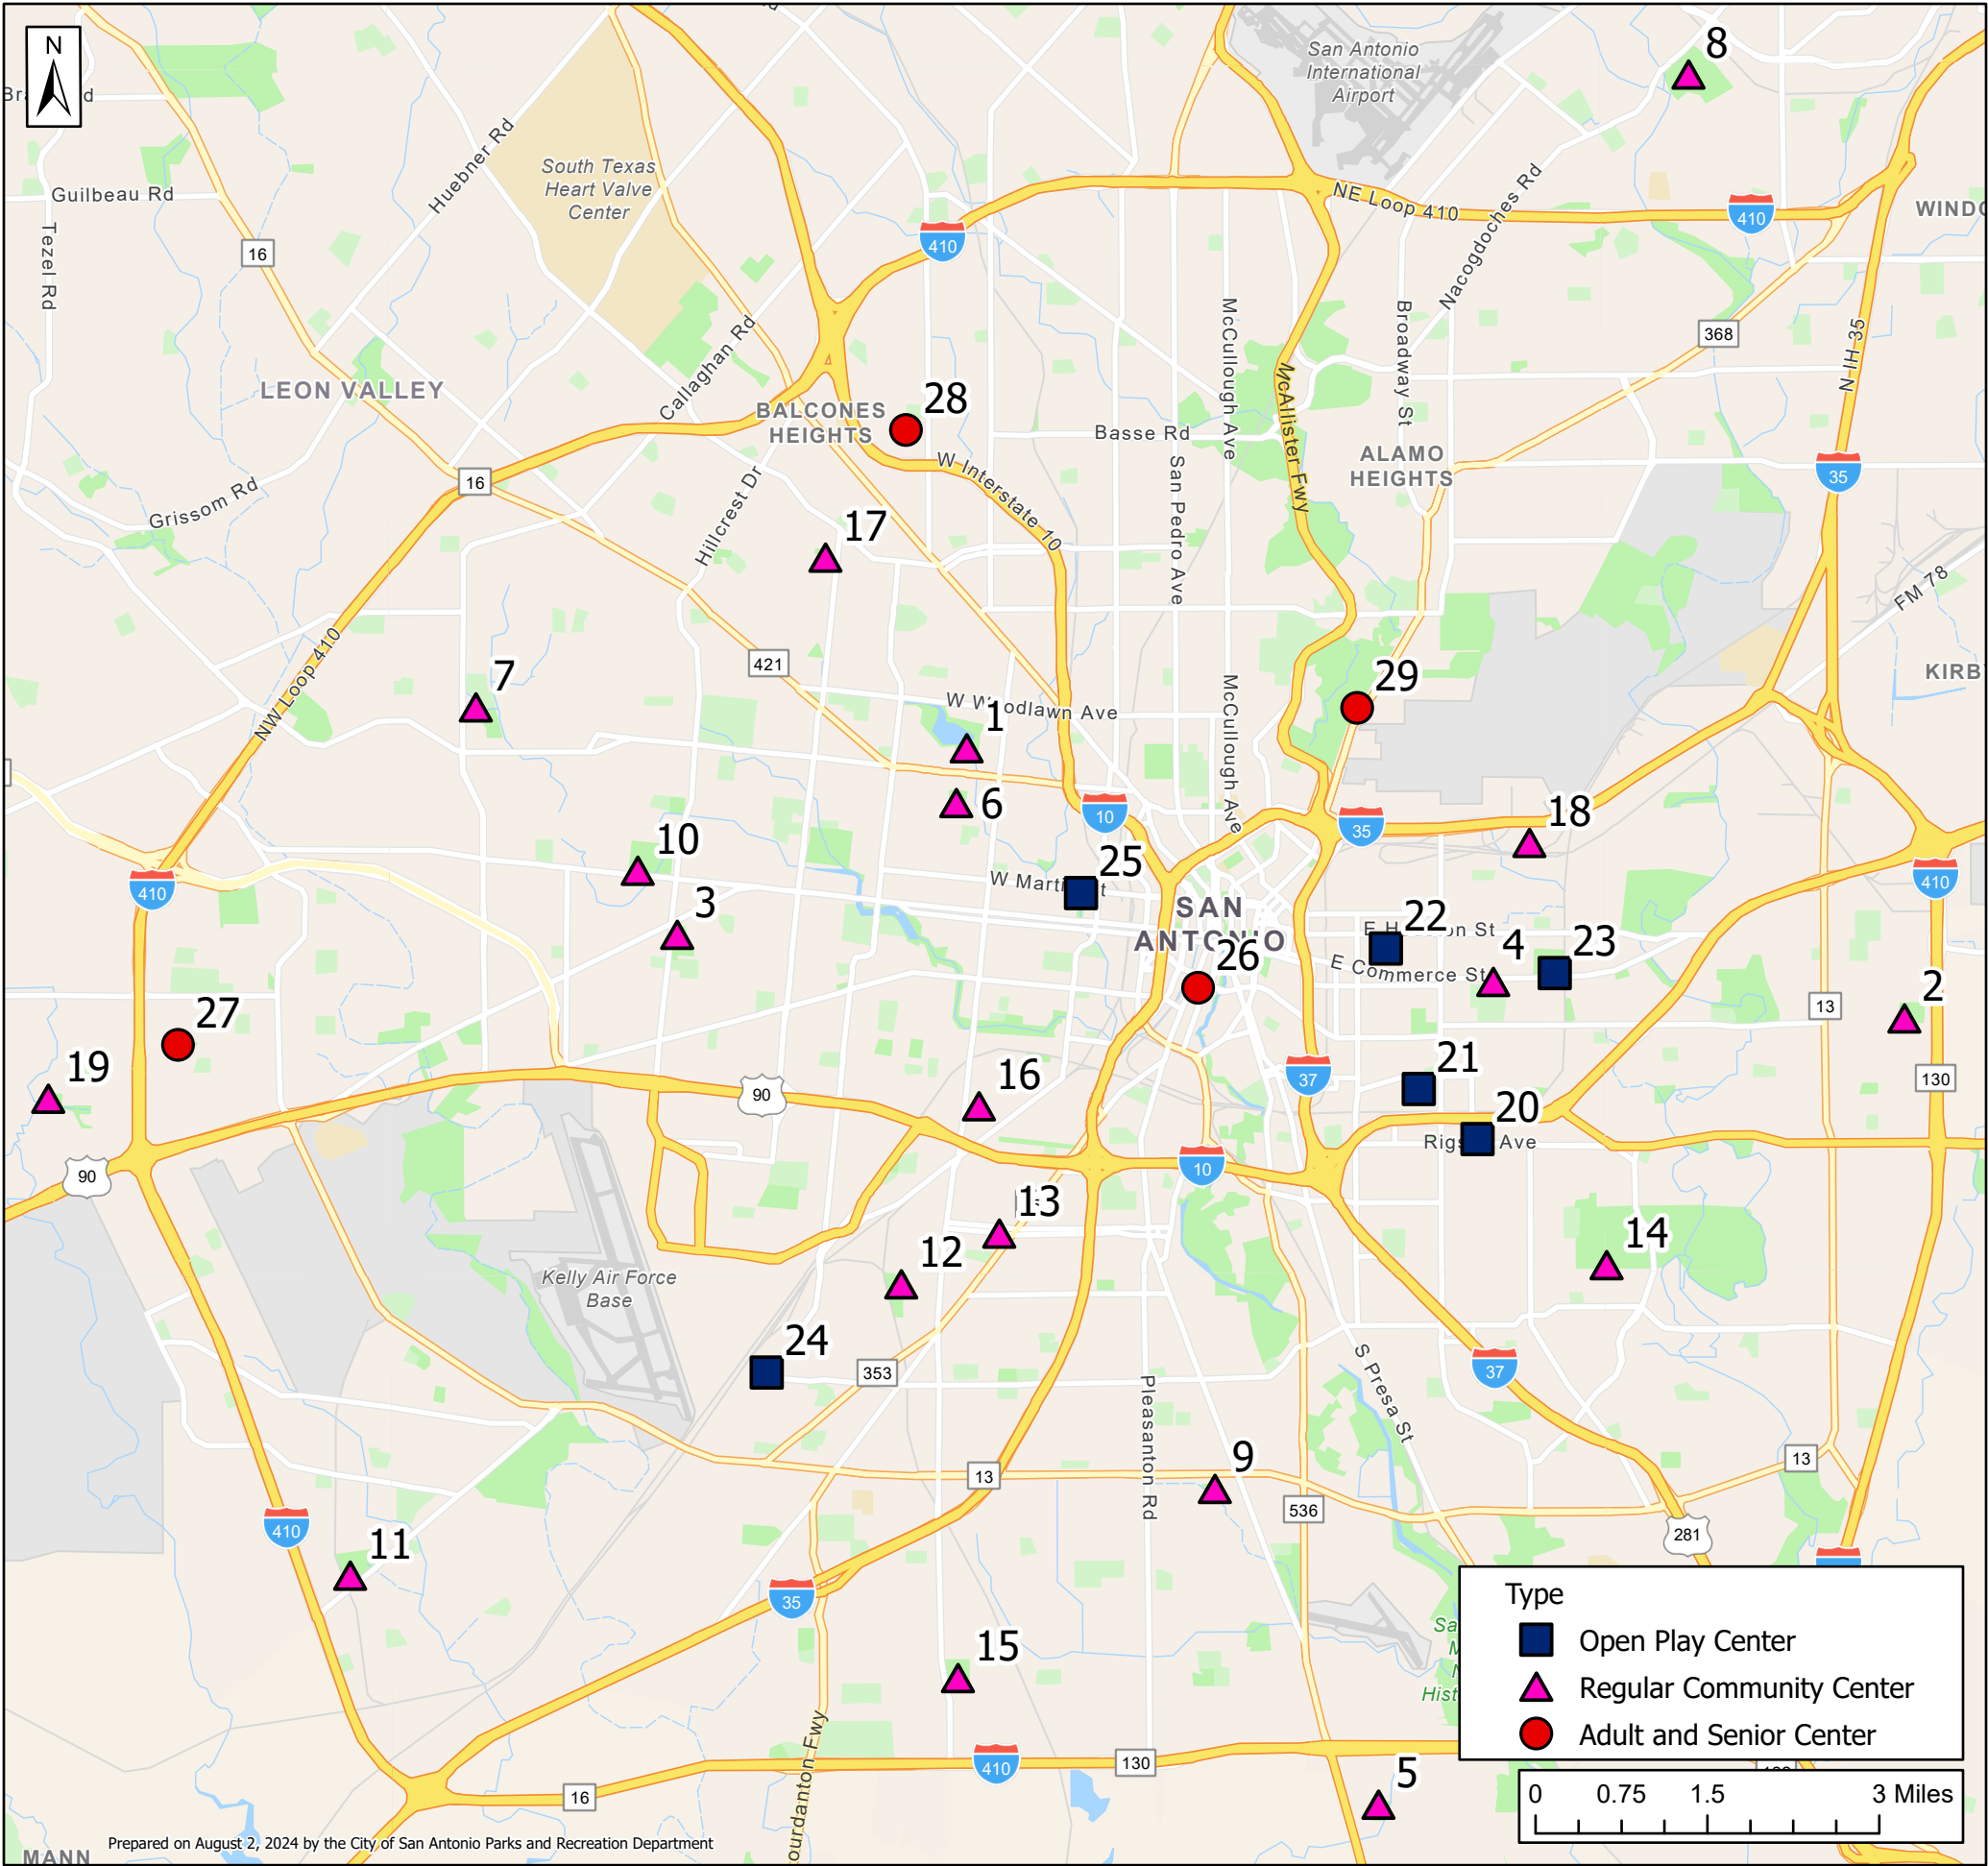 N
San Antonio
International
Airport
8
Huebner Rd
South Texas
Heart Valve
Center
Guilbeau Rd
Tezel Rd
16
410
NE Loop 410
410
Nacogdoches Rd
368
N IH 35
LEON VALLEY
Callaghan Rd
BALCONES
HEIGHTS
28
Basse Rd
McCullough Ave
McAllister Fwy
Broadway St
ALAMO
HEIGHTS
35
Grissom Rd
16
Hillcrest Dr
W Interstate 10
San Pedro Ave
17
FM 78
NW Loop 410
7
421
W Woodlawn Ave
1
6
McCullough Ave
29
10
35
18
410
10
3
25
SAN
ANTONIO
22
E Commerce St
4
23
410
27
26
13
2
19
90
16
37
21
20
130
90
10
13
12
14
Kelly Air Force
Base
24
353
Pleasanton Rd
S Presa St
37
9
13
536
13
281
410
11
35
15
410
130
16
5
Type
Open Play Center
Regular Community Center
Adult and Senior Center
0 0.75 1.5 3 Miles
Prepared on August 2, 2024 by the City of San Antonio Parks and Recreation Department